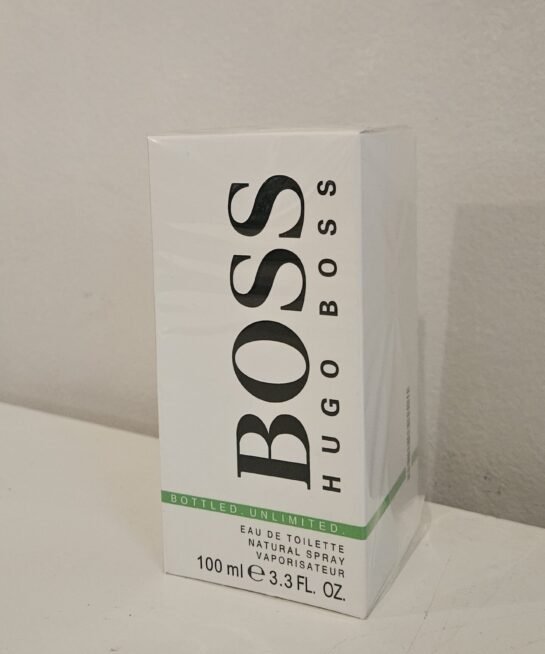 BOSS
HUGO BOSS
BOTTLED. UNLIMITED.
EAU DE TOILETTE
NATURAL SPRAY
VAPORISATEUR
100 ml ℮ 3.3 FL. OZ.